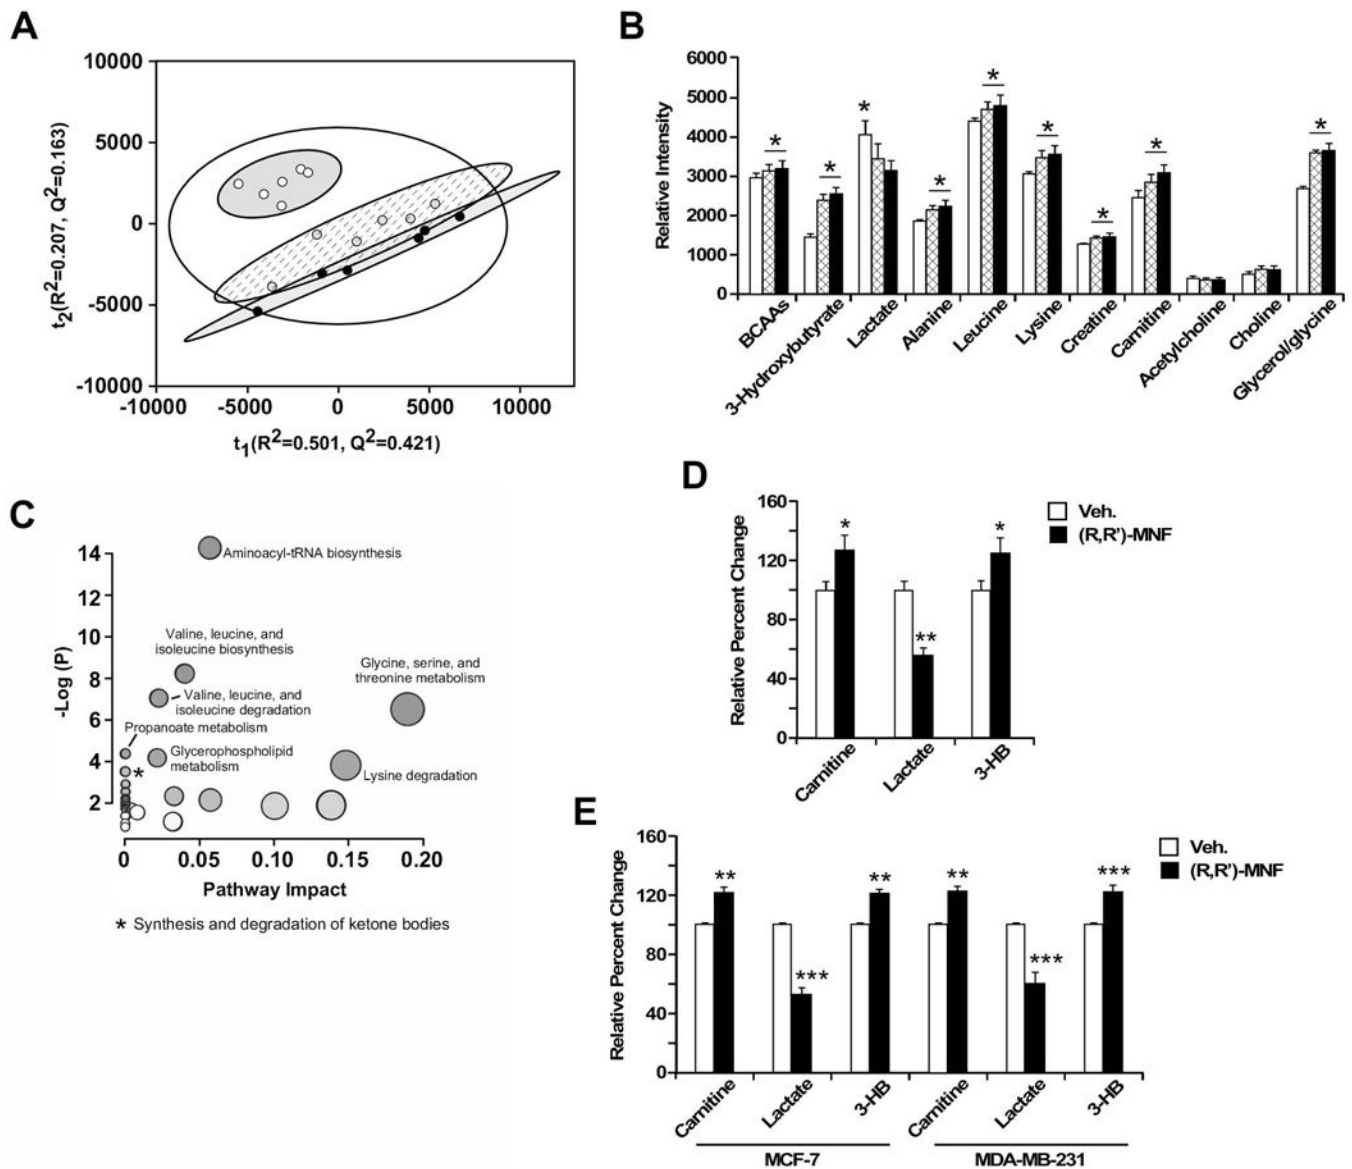 A
10000
5000
0
-5000
-10000
-10000 -5000 0 5000 10000
t2(R2=0.207, Q2=0.163)
t1(R2=0.501, Q2=0.421)
B
6000
5000
4000
3000
2000
1000
0
Relative Intensity
* * * * * * * * *
BCAAs
3-Hydroxybutyrate
Lactate
Alanine
Leucine
Lysine
Creatine
Carnitine
Acetylcholine
Choline
Glycerol/glycine
C
14
12
10
8
6
4
2
-Log (P)
Aminoacyl-tRNA biosynthesis
Valine, leucine, and
isoleucine biosynthesis
Glycine, serine, and
threonine metabolism
Valine, leucine, and
isoleucine degradation
Propanoate metabolism
Glycerophospholipid
metabolism
*
Lysine degradation
0 0.05 0.10 0.15 0.20
Pathway Impact
* Synthesis and degradation of ketone bodies
D
160
120
80
40
0
Relative Percent Change
* ** *
Carnitine
Lactate
3-HB
Veh.
(R,R')-MNF
E
160
120
80
40
0
Relative Percent Change
** *** ** ** *** ***
Carnitine
Lactate
3-HB
Carnitine
Lactate
3-HB
MCF-7
MDA-MB-231
Veh.
(R,R')-MNF